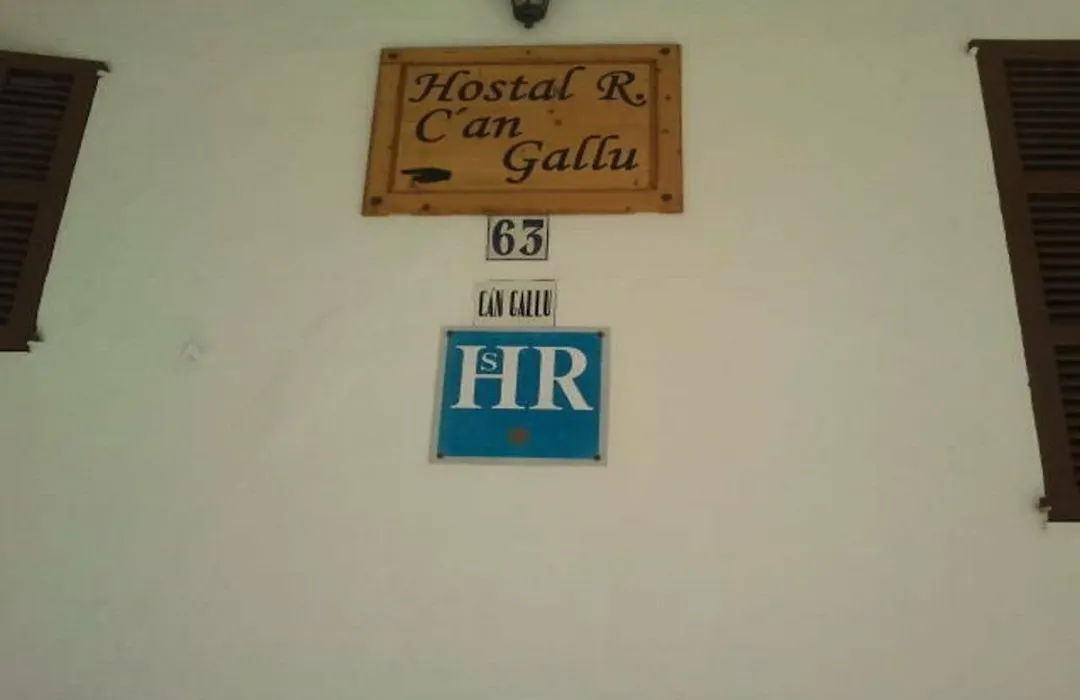 Hostal R.
C´an
Gallu
63
CÁN GALLU
HsR